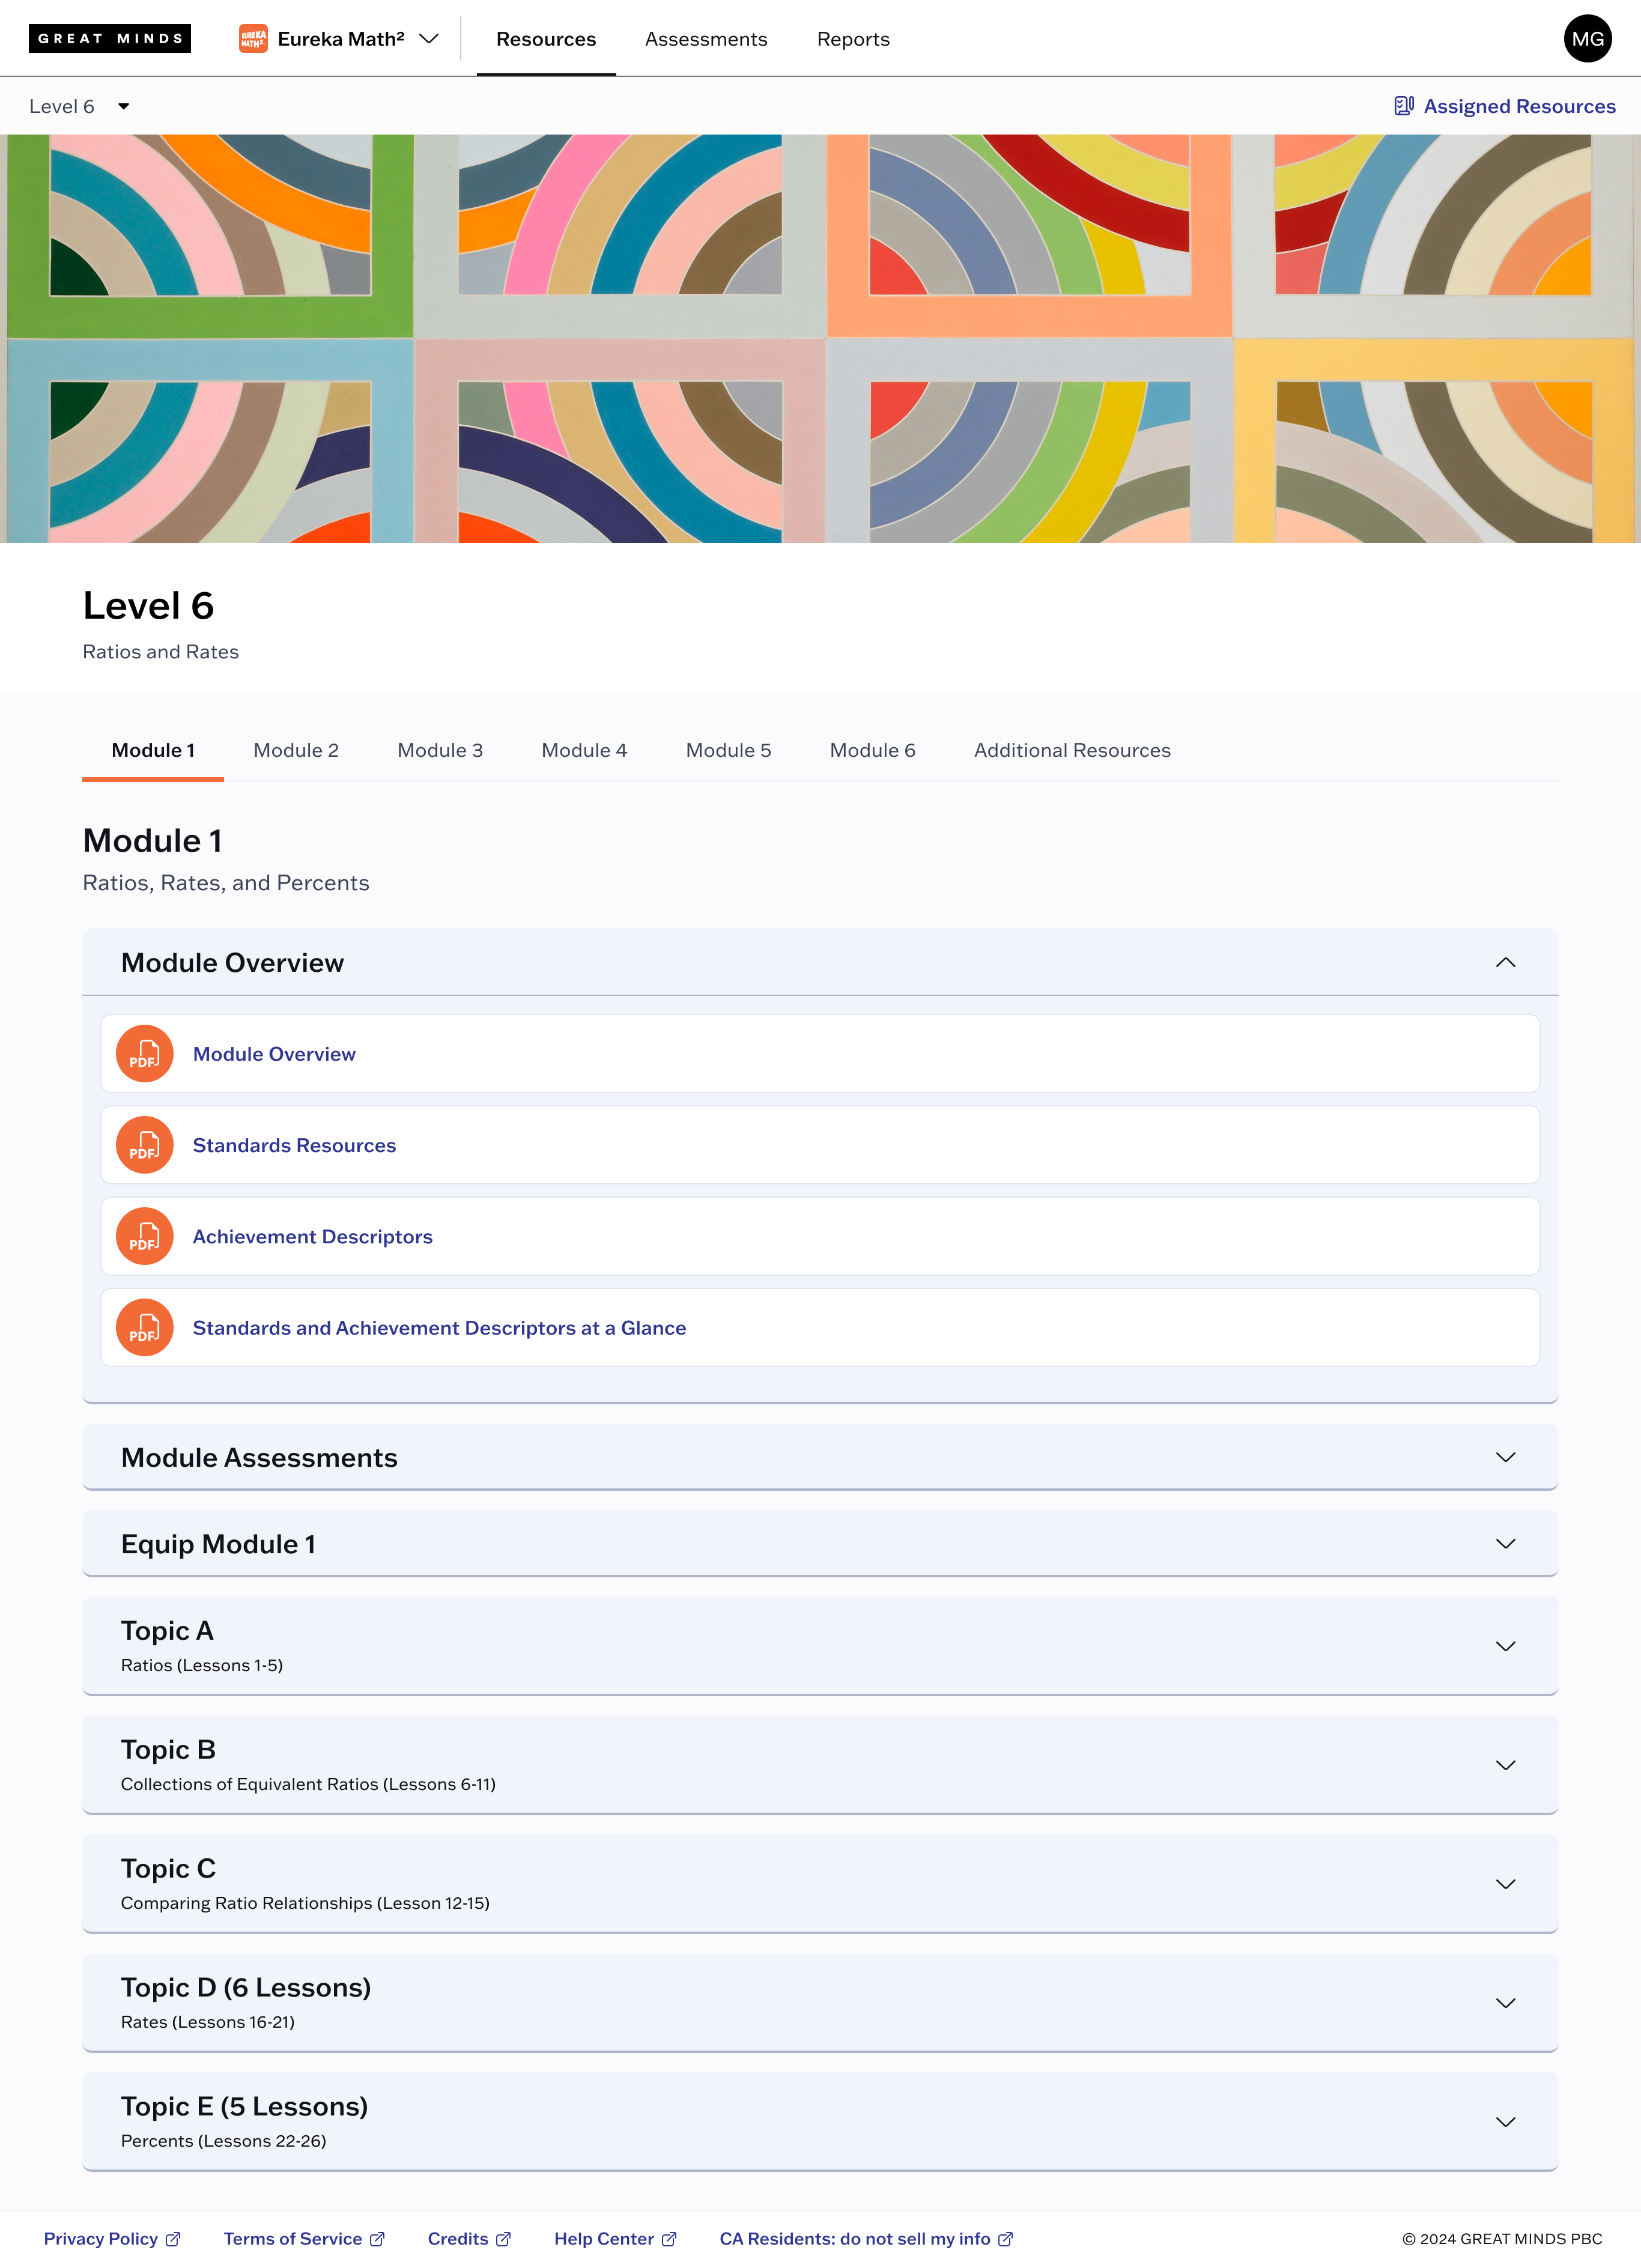 GREAT MINDS
EUREKA MATH² Eureka Math²
Resources
Assessments
Reports
MG
Level 6
Assigned Resources
Level 6
Ratios and Rates
Module 1
Module 2
Module 3
Module 4
Module 5
Module 6
Additional Resources
Module 1
Ratios, Rates, and Percents
Module Overview
PDF Module Overview
PDF Standards Resources
PDF Achievement Descriptors
PDF Standards and Achievement Descriptors at a Glance
Module Assessments
Equip Module 1
Topic A
Ratios (Lessons 1-5)
Topic B
Collections of Equivalent Ratios (Lessons 6-11)
Topic C
Comparing Ratio Relationships (Lesson 12-15)
Topic D (6 Lessons)
Rates (Lessons 16-21)
Topic E (5 Lessons)
Percents (Lessons 22-26)
Privacy Policy
Terms of Service
Credits
Help Center
CA Residents: do not sell my info
© 2024 GREAT MINDS PBC